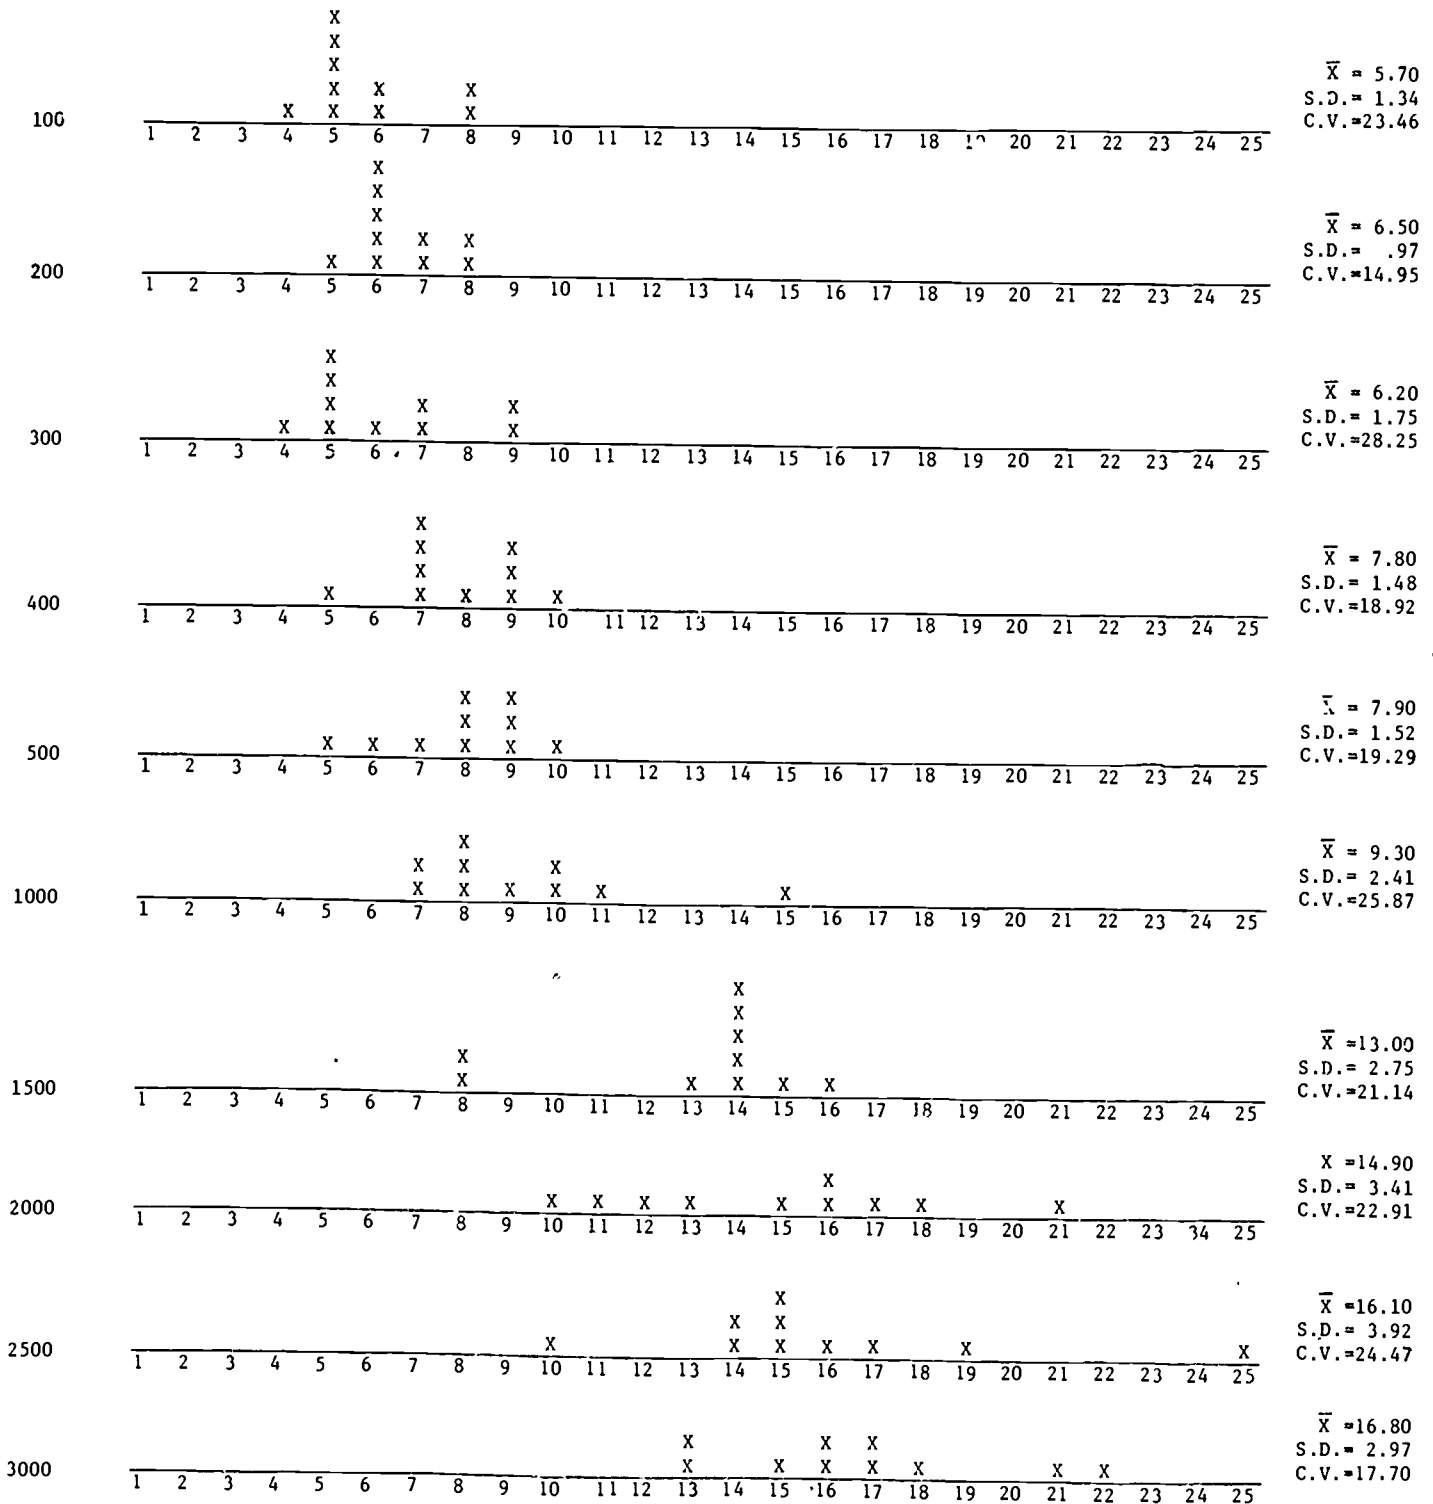 X
X
X
X X X
X X X X
X̄ = 5.70
S.D.= 1.34
C.V.=23.46
100
1 2 3 4 5 6 7 8 9 10 11 12 13 14 15 16 17 18 20 21 22 23 24 25
X
X
X
X X X
X X X X
X̄ = 6.50
S.D.= .97
C.V.=14.95
200
1 2 3 4 5 6 7 8 9 10 11 12 13 14 15 16 17 18 19 20 21 22 23 24 25
X
X
X X X
X X X X X
X̄ = 6.20
S.D.= 1.75
C.V.=28.25
300
1 2 3 4 5 6 7 8 9 10 11 12 13 14 15 16 17 18 19 20 21 22 23 24 25
X
X X
X X
X X X X X
X̄ = 7.80
S.D.= 1.48
C.V.=18.92
400
1 2 3 4 5 6 7 8 9 10 11 12 13 14 15 16 17 18 19 20 21 22 23 24 25
X X
X X
X X X X X X
X̄ = 7.90
S.D.= 1.52
C.V.=19.29
500
1 2 3 4 5 6 7 8 9 10 11 12 13 14 15 16 17 18 19 20 21 22 23 24 25
X
X X X
X X X X X X
X̄ = 9.30
S.D.= 2.41
C.V.=25.87
1000
1 2 3 4 5 6 7 8 9 10 11 12 13 14 15 16 17 18 19 20 21 22 23 24 25
X
X
X
X X
X X X X X
X̄ =13.00
S.D.= 2.75
C.V.=21.14
1500
1 2 3 4 5 6 7 8 9 10 11 12 13 14 15 16 17 18 19 20 21 22 23 24 25
X
X X X X X X X X X
X =14.90
S.D.= 3.41
C.V.=22.91
2000
1 2 3 4 5 6 7 8 9 10 11 12 13 14 15 16 17 18 19 20 21 22 23 34 25
X
X X
X X X X X X X
X̄ =16.10
S.D.= 3.92
C.V.=24.47
2500
1 2 3 4 5 6 7 8 9 10 11 12 13 14 15 16 17 18 19 20 21 22 23 24 25
X X X
X X X X X X X
X̄ =16.80
S.D.= 2.97
C.V.=17.70
3000
1 2 3 4 5 6 7 8 9 10 11 12 13 14 15 16 17 18 19 20 21 22 23 24 25